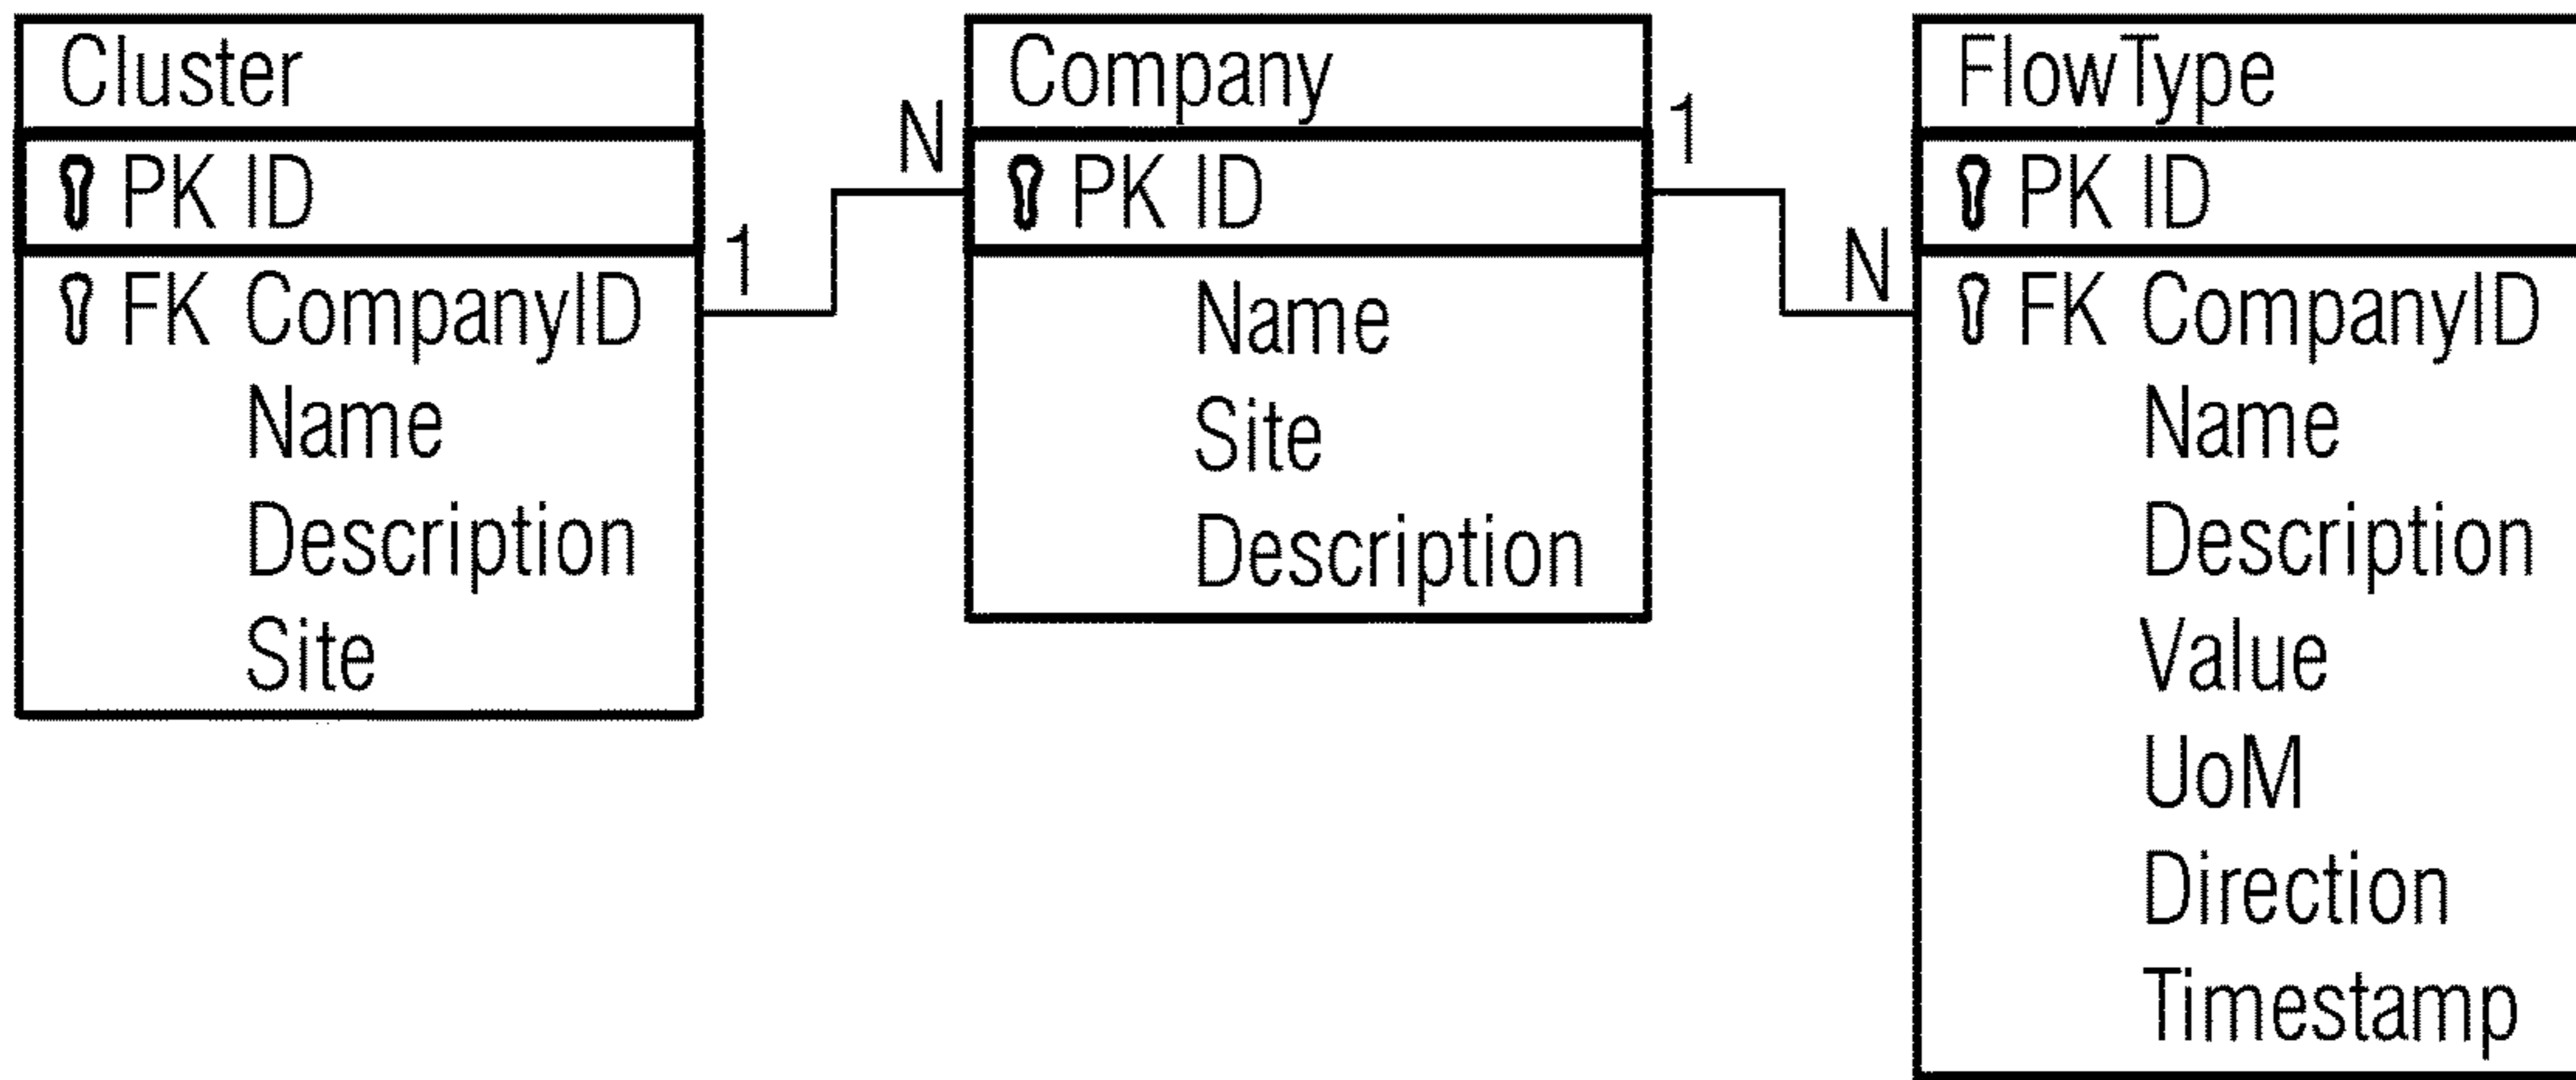 Cluster
PK ID
FK CompanyID
Name
Description
Site
1
N
Company
PK ID
Name
Site
Description
1
N
FlowType
PK ID
FK CompanyID
Name
Description
Value
UoM
Direction
Timestamp